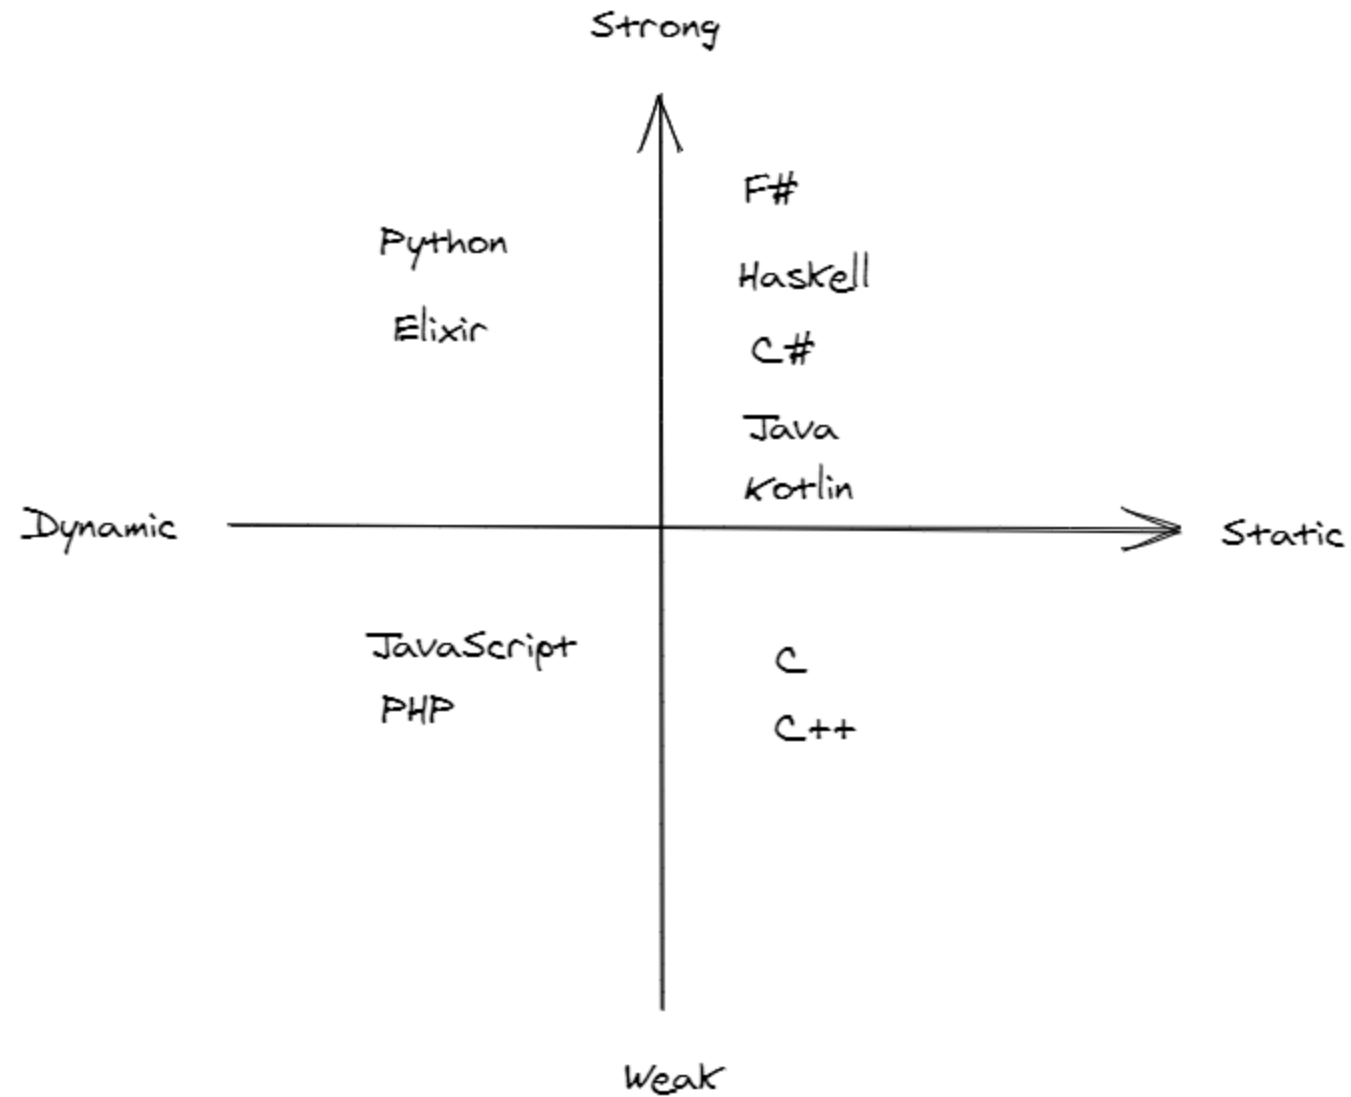 Strong
F#
Python
Haskell
Elixir
C#
Java
Kotlin
Dynamic
Static
JavaScript
C
PHP
C++
Weak